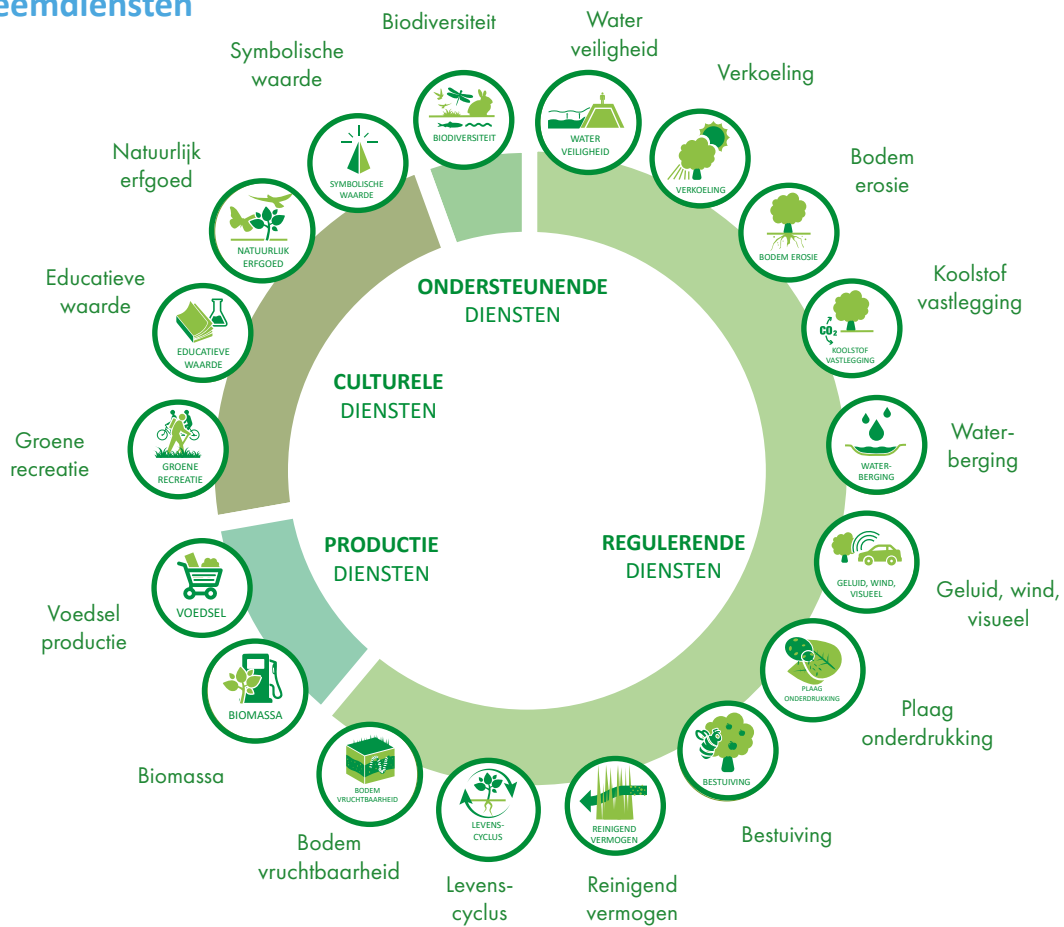 eemdiensten
Biodiversiteit
Water
veiligheid
Symbolische
waarde
Verkoeling
Natuurlijk
erfgoed
Bodem
erosie
Educatieve
waarde
Koolstof
vastlegging
Groene
recreatie
Water-
berging
Voedsel
productie
Geluid, wind,
visueel
Biomassa
Plaag
onderdrukking
Bodem
vruchtbaarheid
Bestuiving
Levens-
cyclus
Reinigend
vermogen
BIODIVERSITEIT
WATER
VEILIGHEID
VERKOELING
BODEM EROSIE
CO₂
KOOLSTOF
VASTLEGGING
WATER-
BERGING
GELUID, WIND,
VISUEEL
PLAAG
ONDERDRUKKING
BESTUIVING
REINIGEND
VERMOGEN
LEVENS-
CYCLUS
BODEM
VRUCHTBAARHEID
BIOMASSA
VOEDSEL
GROENE
RECREATIE
EDUCATIEVE
WAARDE
NATUURLIJK
ERFGOED
SYMBOLISCHE
WAARDE
ONDERSTEUNENDE
DIENSTEN
CULTURELE
DIENSTEN
PRODUCTIE
DIENSTEN
REGULERENDE
DIENSTEN